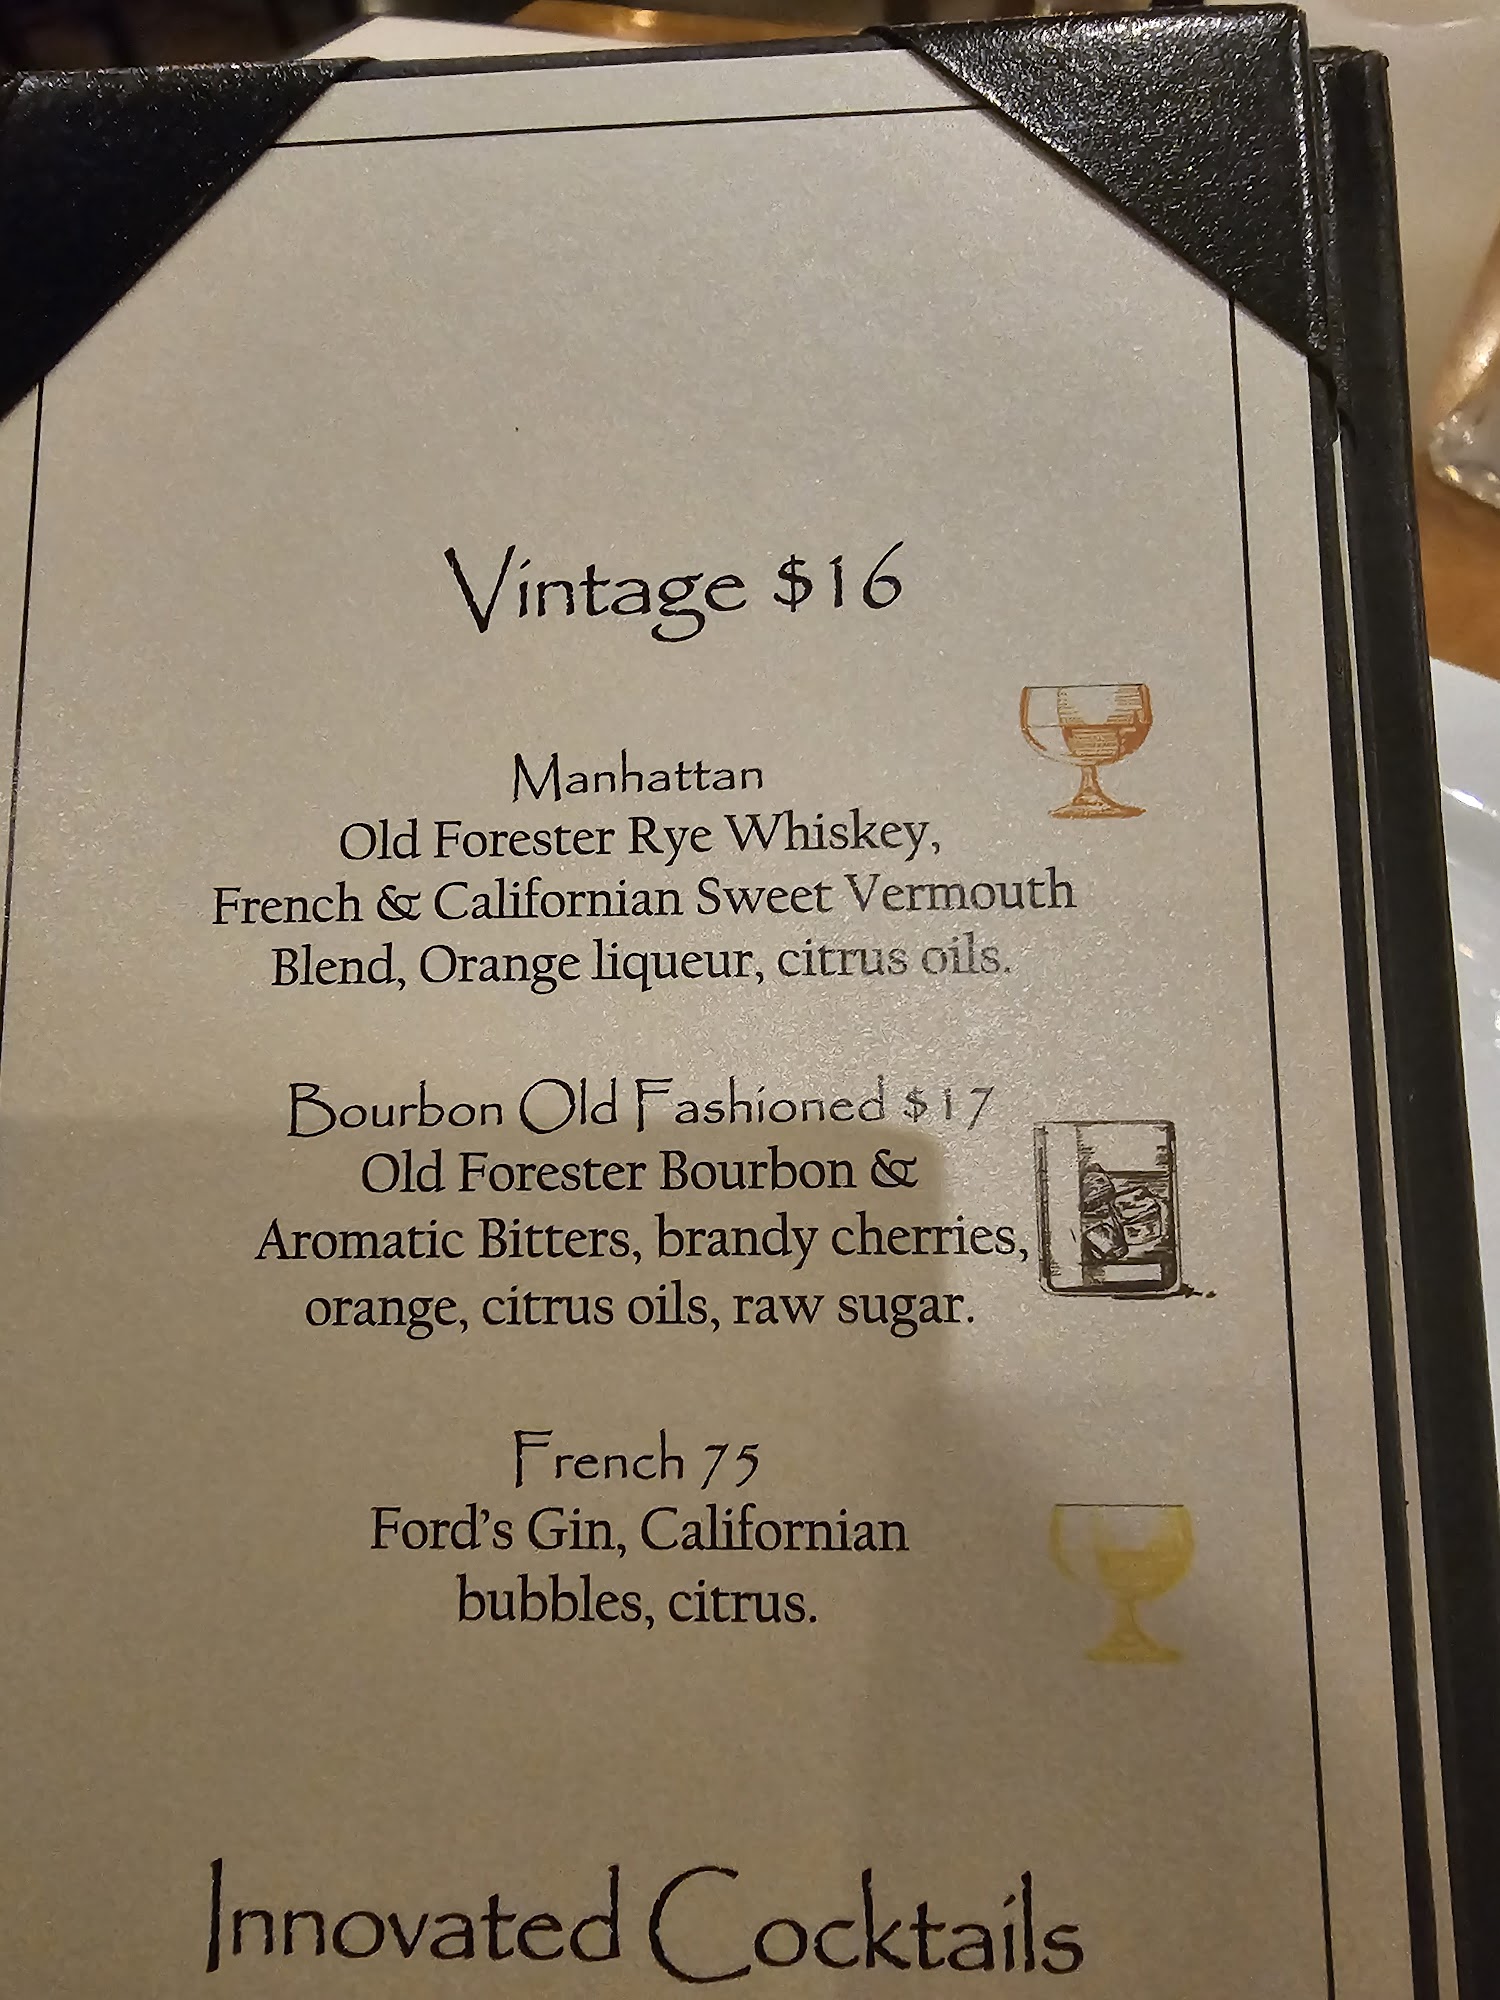 Vintage $16
Manhattan
Old Forester Rye Whiskey,
French & Californian Sweet Vermouth
Blend, Orange liqueur, citrus oils.
Bourbon Old Fashioned $17
Old Forester Bourbon &
Aromatic Bitters, brandy cherries,
orange, citrus oils, raw sugar.
French 75
Ford's Gin, Californian
bubbles, citrus.
Innovated Cocktails